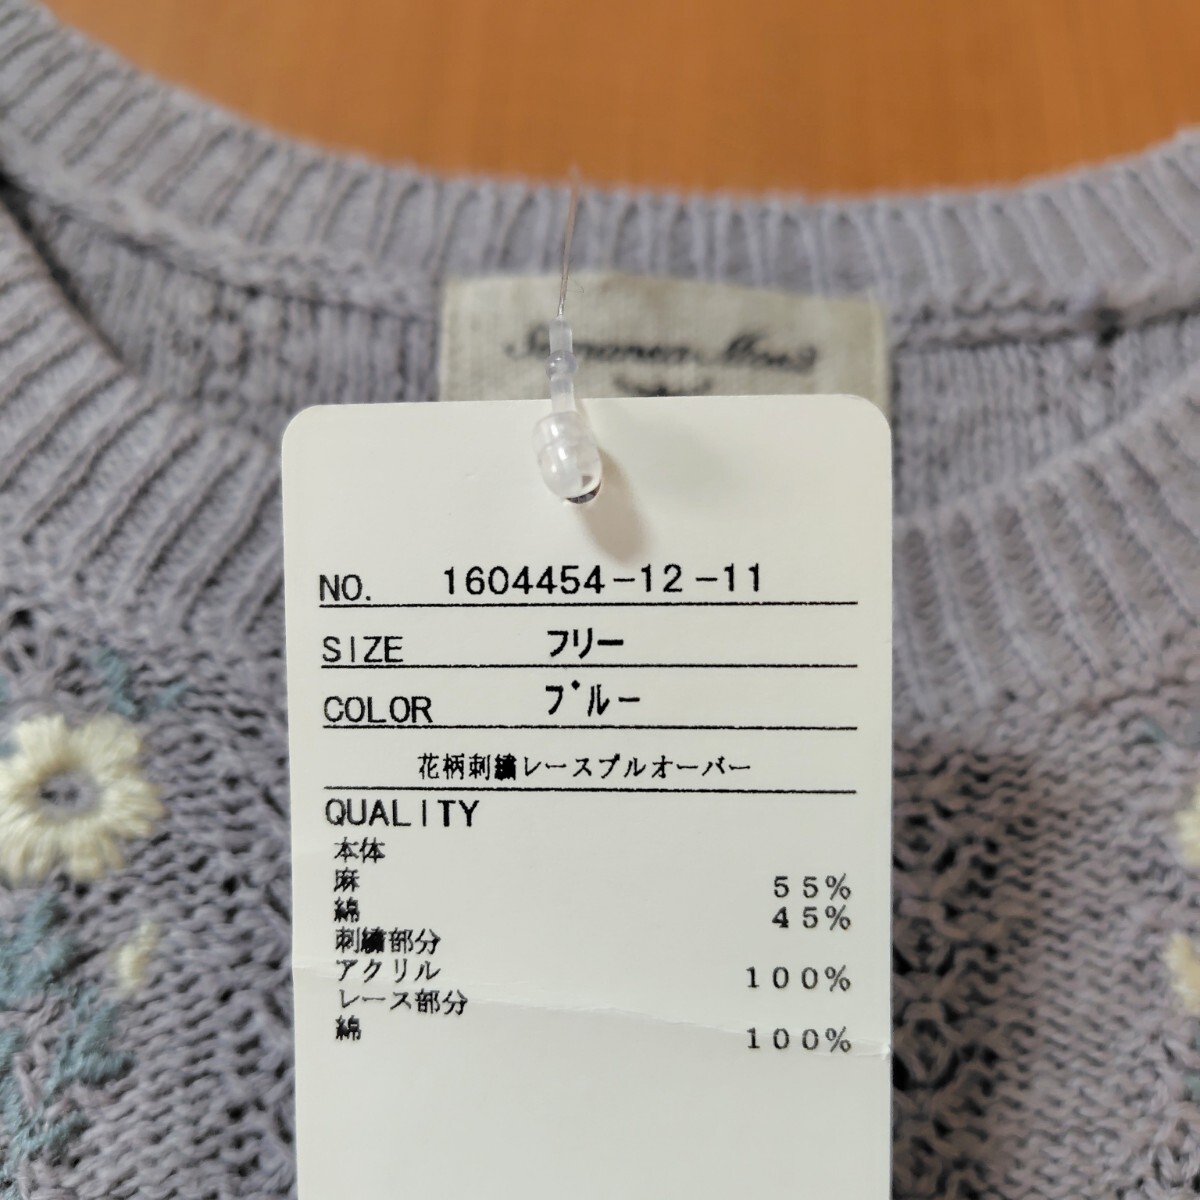 Samansa Mos2
NO. 1604454-12-11
SIZE フリー
COLOR ブルー
花柄刺繍レースプルオーバー
QUALITY
本体
麻 55%
綿 45%
刺繍部分
アクリル 100%
レース部分
綿 100%